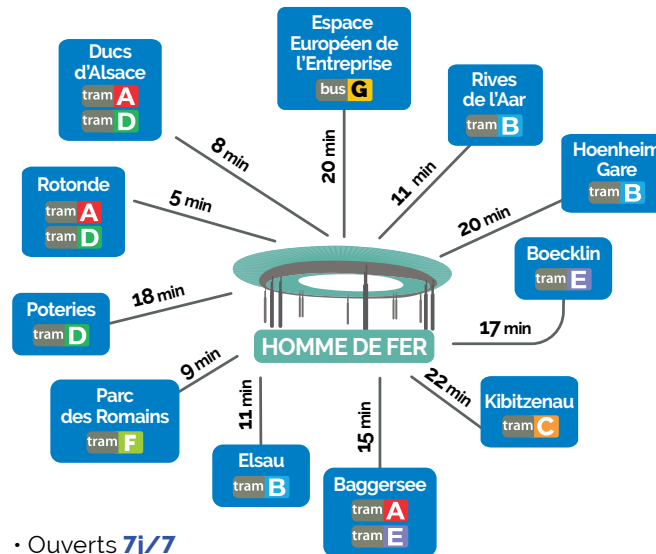 Espace
Européen de
l'Entreprise
bus G
20 min
Ducs
d'Alsace
tram A
tram D
8 min
Rives
de l'Aar
tram B
11 min
Hoenheim
Gare
tram B
20 min
Rotonde
tram A
tram D
5 min
Boecklin
tram E
17 min
Poteries
tram D
18 min
HOMME DE FER
Parc
des Romains
tram F
9 min
Elsau
tram B
11 min
Baggersee
tram A
tram E
15 min
Kibitzenau
tram C
22 min
• Ouverts 7j/7